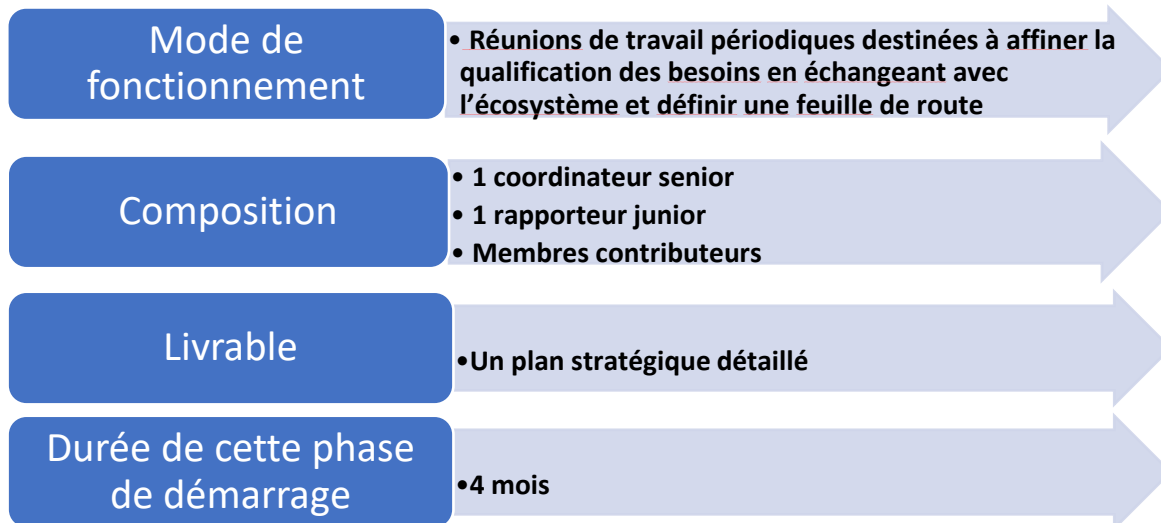 Mode de
fonctionnement
• Réunions de travail périodiques destinées à affiner la
qualification des besoins en échangeant avec
l’écosystème et définir une feuille de route
Composition
• 1 coordinateur senior
• 1 rapporteur junior
• Membres contributeurs
Livrable
•Un plan stratégique détaillé
Durée de cette phase
de démarrage
•4 mois